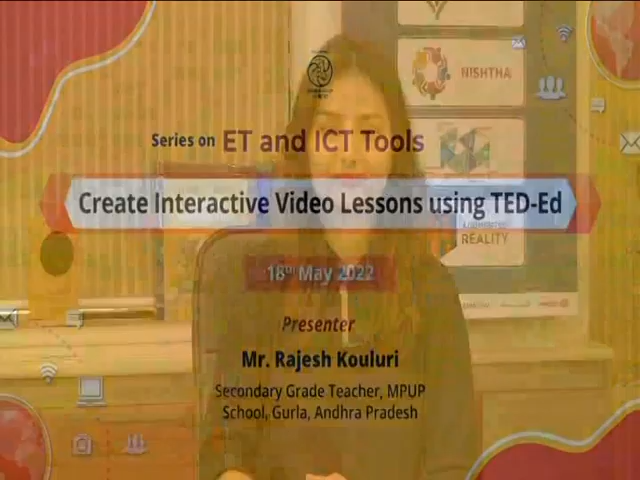 NISHTHA
Series on ET and ICT Tools
Create Interactive Video Lessons using TED-Ed
REALITY
18th May 2022
Presenter
Mr. Rajesh Kouluri
Secondary Grade Teacher, MPUP
School, Gurla, Andhra Pradesh